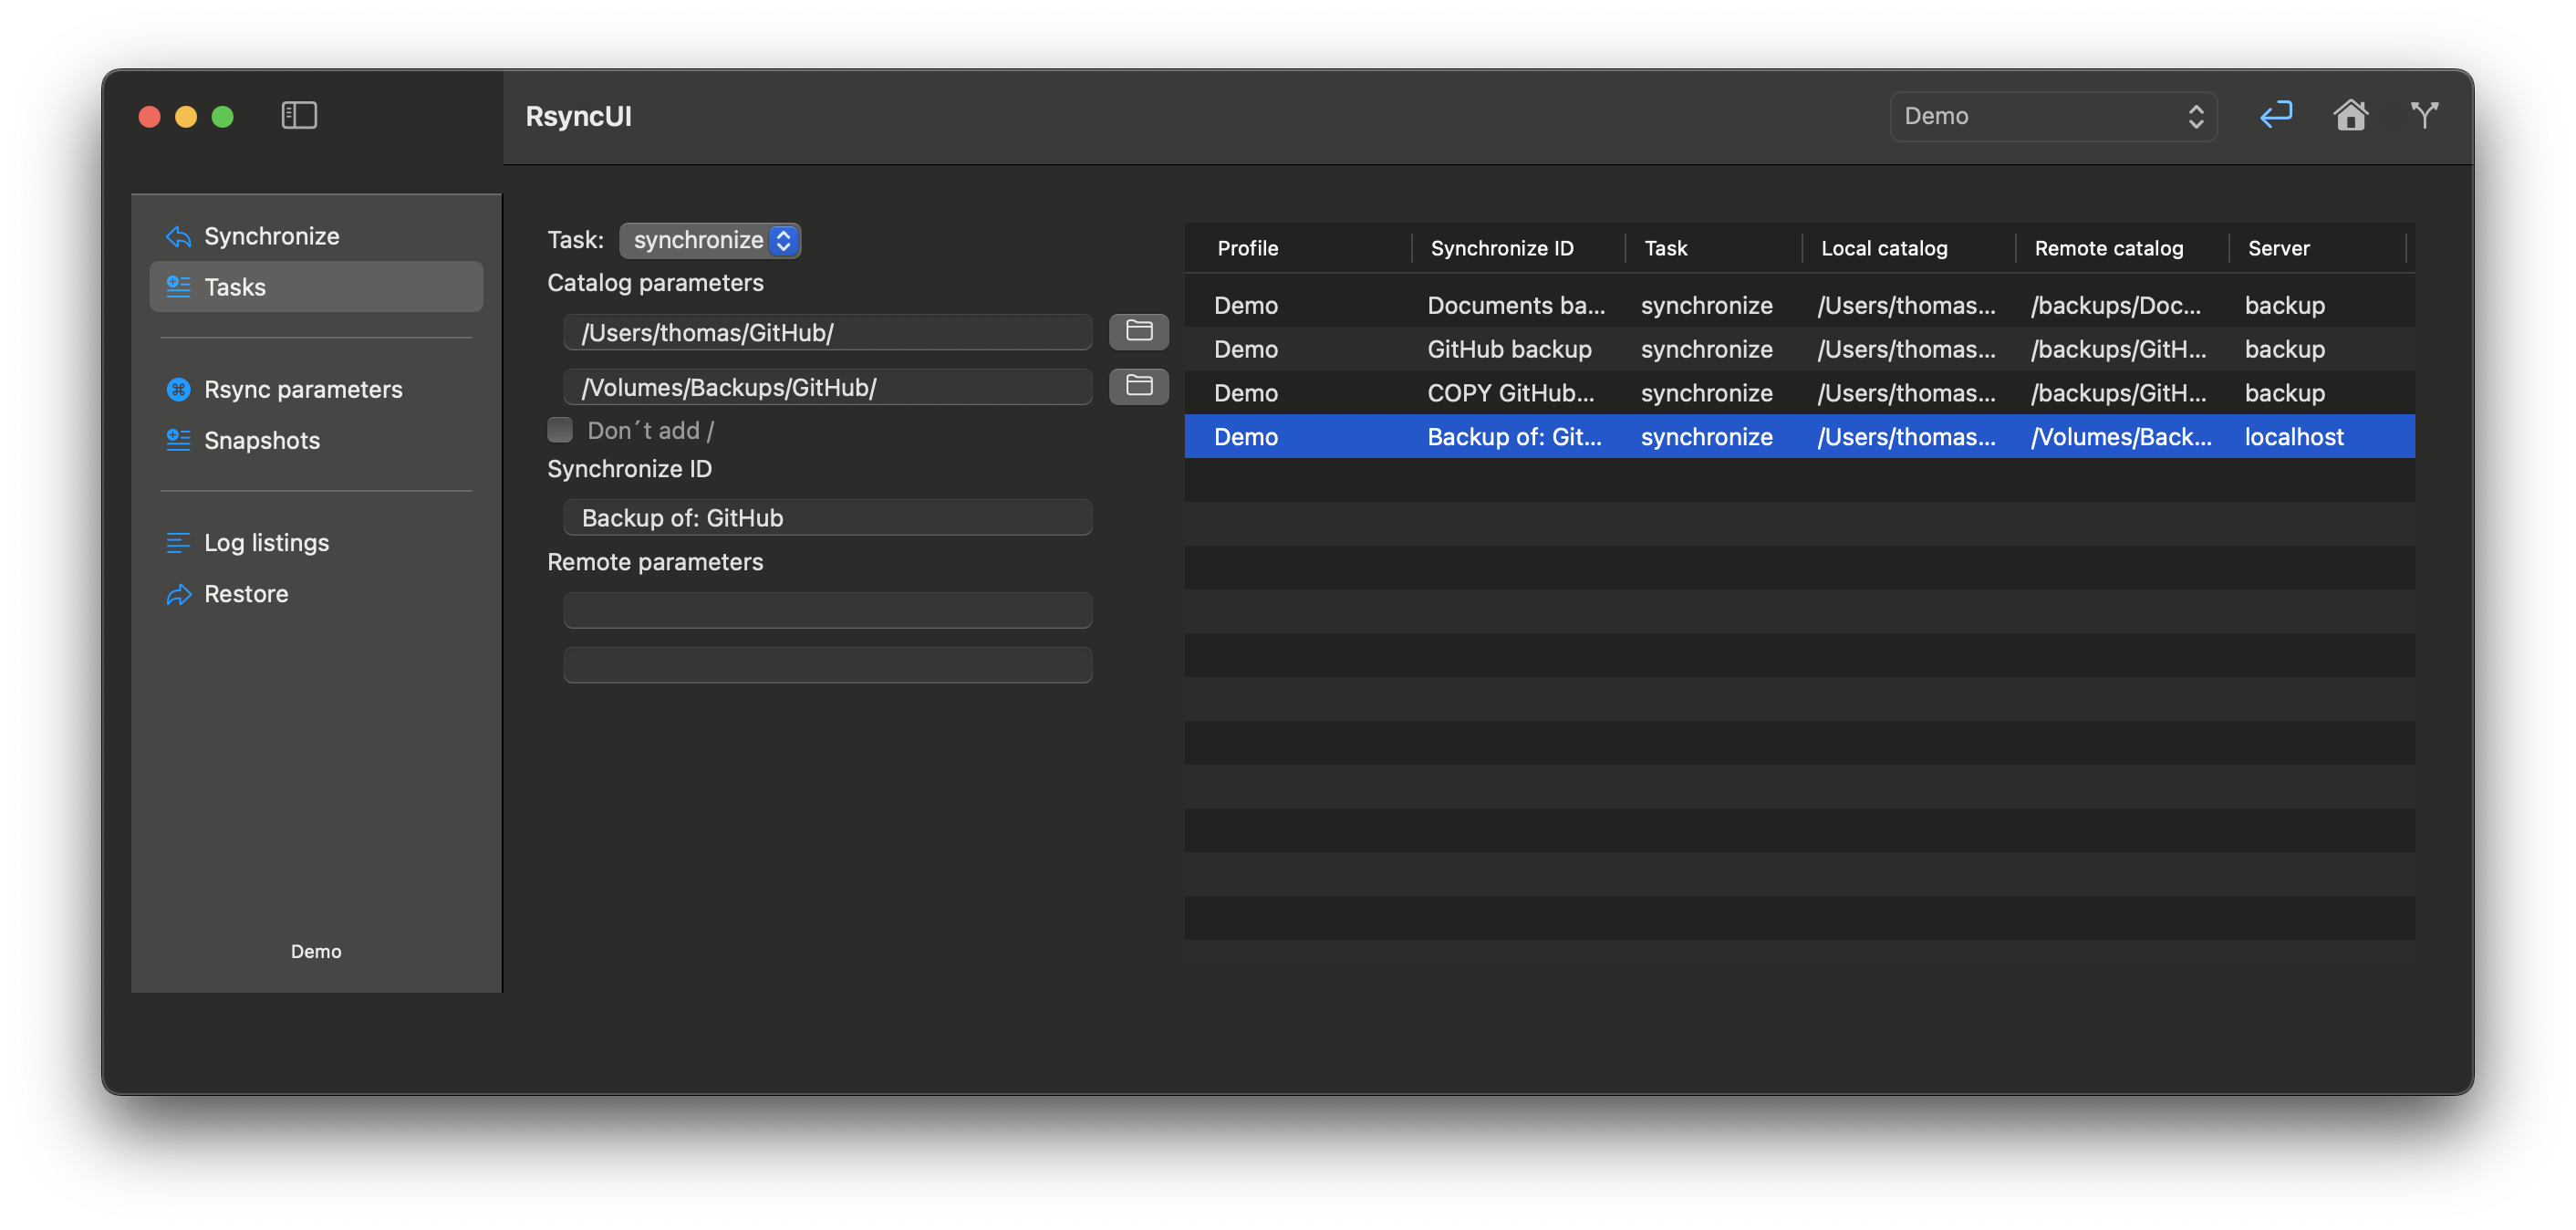 RsyncUI
Demo
Synchronize
Tasks
Rsync parameters
Snapshots
Log listings
Restore
Demo
Task: synchronize
Catalog parameters
/Users/thomas/GitHub/
/Volumes/Backups/GitHub/
Don´t add /
Synchronize ID
Backup of: GitHub
Remote parameters
Profile Synchronize ID Task Local catalog Remote catalog Server
Demo Documents ba... synchronize /Users/thomas... /backups/Doc... backup
Demo GitHub backup synchronize /Users/thomas... /backups/GitH... backup
Demo COPY GitHub... synchronize /Users/thomas... /backups/GitH... backup
Demo Backup of: Git... synchronize /Users/thomas... /Volumes/Back... localhost